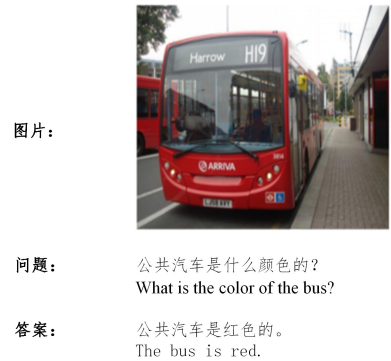 图片：
Harrow H19
ARRIVA
3814
问题： 公共汽车是什么颜色的？
What is the color of the bus?
答案： 公共汽车是红色的。
The bus is red.